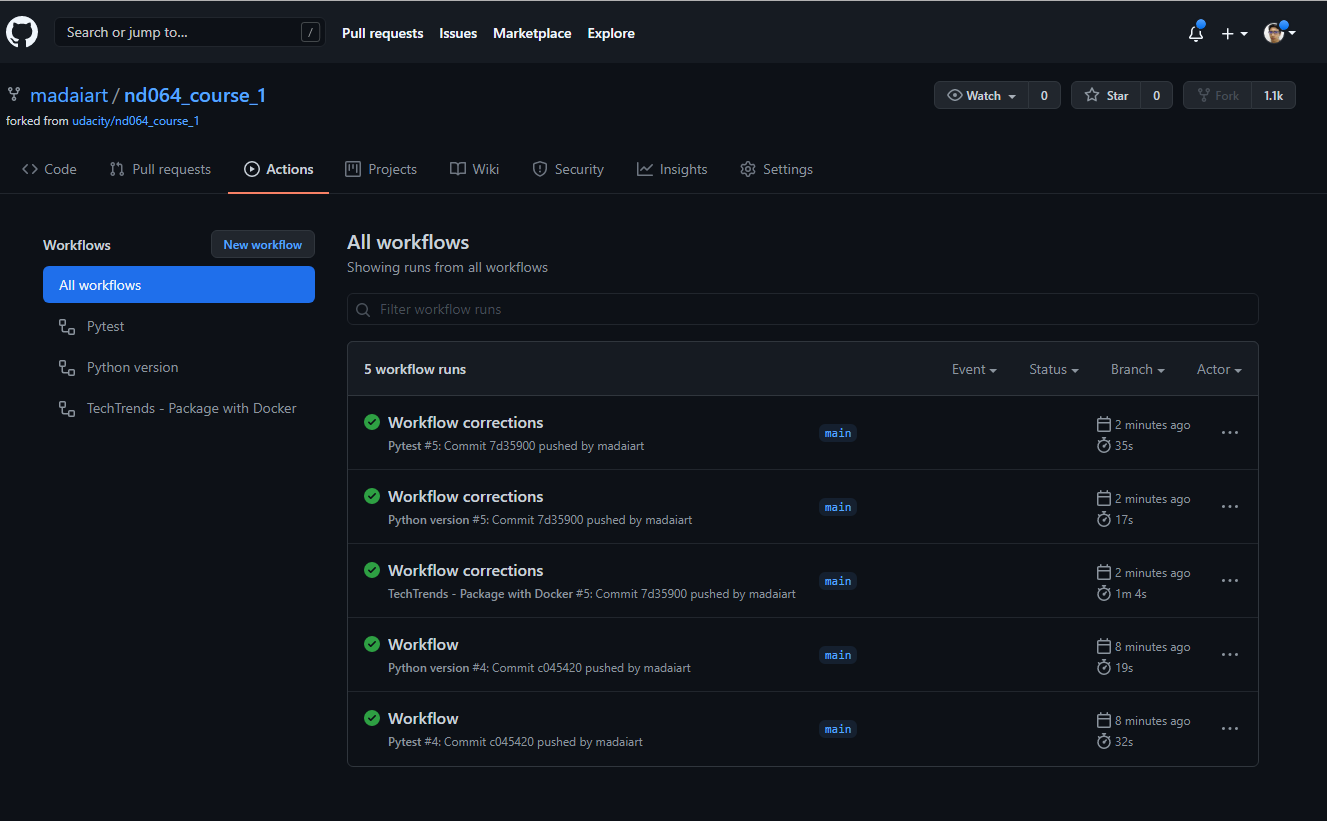 Search or jump to... /
Pull requests Issues Marketplace Explore
madaiart / nd064_course_1
Watch 0 Star 0 Fork 1.1k
forked from udacity/nd064_course_1
Code Pull requests Actions Projects Wiki Security Insights Settings
Workflows New workflow
All workflows
Pytest
Python version
TechTrends - Package with Docker
All workflows
Showing runs from all workflows
Filter workflow runs
5 workflow runs Event Status Branch Actor
Workflow corrections
Pytest #5: Commit 7d35900 pushed by madaiart
main
2 minutes ago
35s
Workflow corrections
Python version #5: Commit 7d35900 pushed by madaiart
main
2 minutes ago
17s
Workflow corrections
TechTrends - Package with Docker #5: Commit 7d35900 pushed by madaiart
main
2 minutes ago
1m 4s
Workflow
Python version #4: Commit c045420 pushed by madaiart
main
8 minutes ago
19s
Workflow
Pytest #4: Commit c045420 pushed by madaiart
main
8 minutes ago
32s